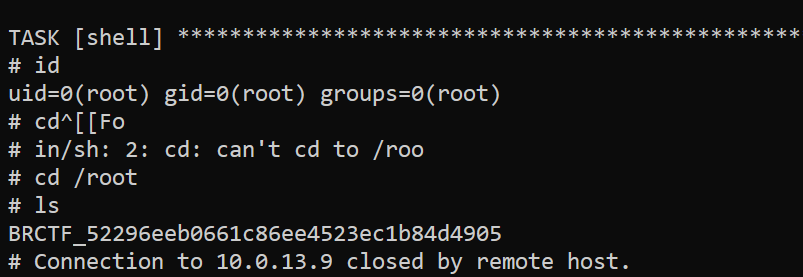 TASK [shell] ************************************************
# id
uid=0(root) gid=0(root) groups=0(root)
# cd^[[Fo
# in/sh: 2: cd: can't cd to /roo
# cd /root
# ls
BRCTF_52296eeb0661c86ee4523ec1b84d4905
# Connection to 10.0.13.9 closed by remote host.